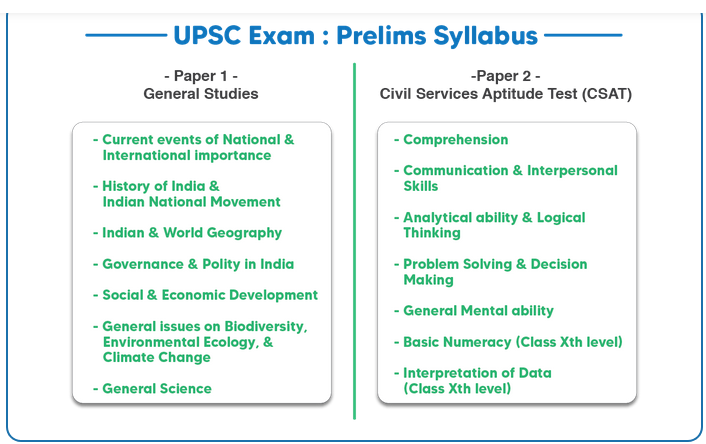 UPSC Exam : Prelims Syllabus
- Paper 1 -
General Studies
- Current events of National &
International importance
- History of India &
Indian National Movement
- Indian & World Geography
- Governance & Polity in India
- Social & Economic Development
- General issues on Biodiversity,
Environmental Ecology, &
Climate Change
- General Science
-Paper 2 -
Civil Services Aptitude Test (CSAT)
- Comprehension
- Communication & Interpersonal
Skills
- Analytical ability & Logical
Thinking
- Problem Solving & Decision
Making
- General Mental ability
- Basic Numeracy (Class Xth level)
- Interpretation of Data
(Class Xth level)